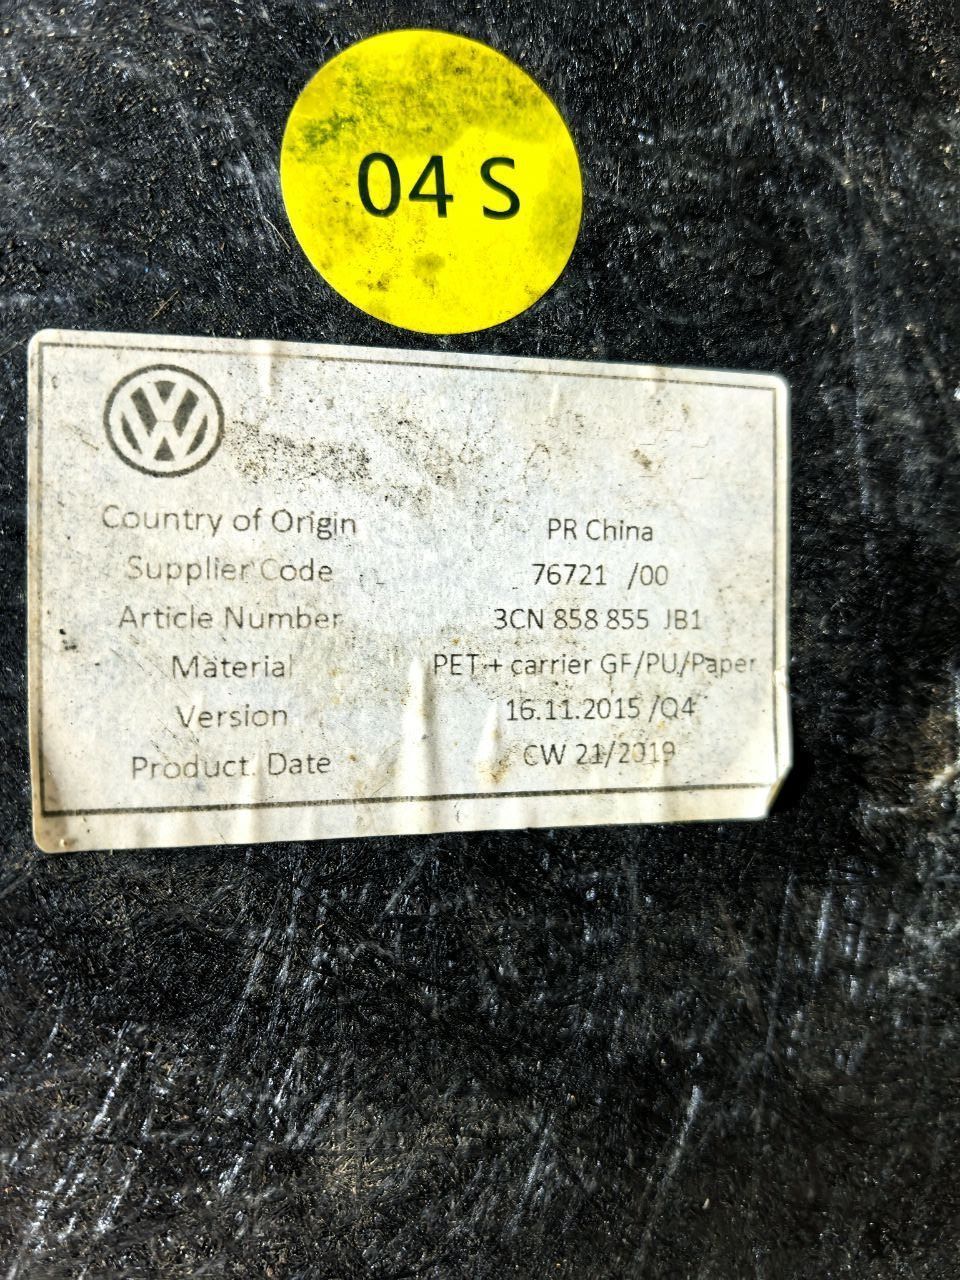 04 S
VW
Country of Origin PR China
Supplier Code 76721 /00
Article Number 3CN 858 855 JB1
Material PET + carrier GF/PU/Paper
Version 16.11.2015 /Q4
Product. Date CW 21/2019